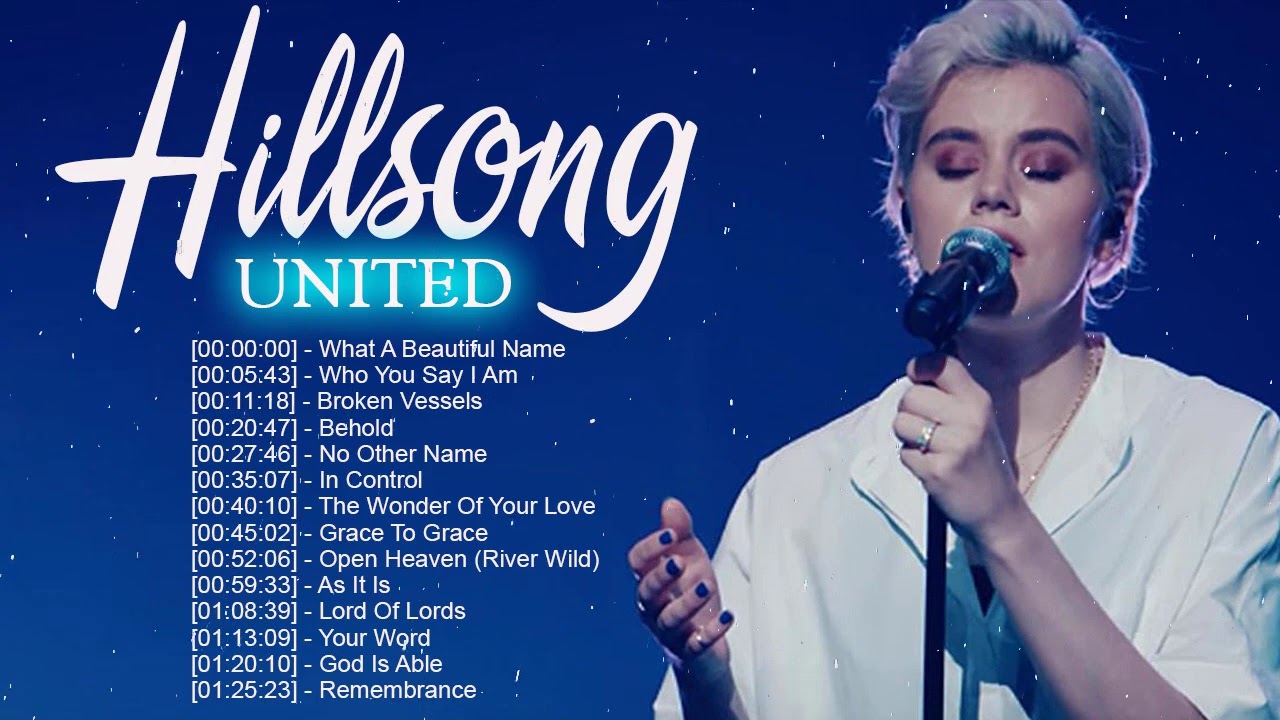 Hillsong
UNITED
[00:00:00] - What A Beautiful Name
[00:05:43] - Who You Say I Am
[00:11:18] - Broken Vessels
[00:20:47] - Behold
[00:27:46] - No Other Name
[00:35:07] - In Control
[00:40:10] - The Wonder Of Your Love
[00:45:02] - Grace To Grace
[00:52:06] - Open Heaven (River Wild)
[00:59:33] - As It Is
[01:08:39] - Lord Of Lords
[01:13:09] - Your Word
[01:20:10] - God Is Able
[01:25:23] - Remembrance